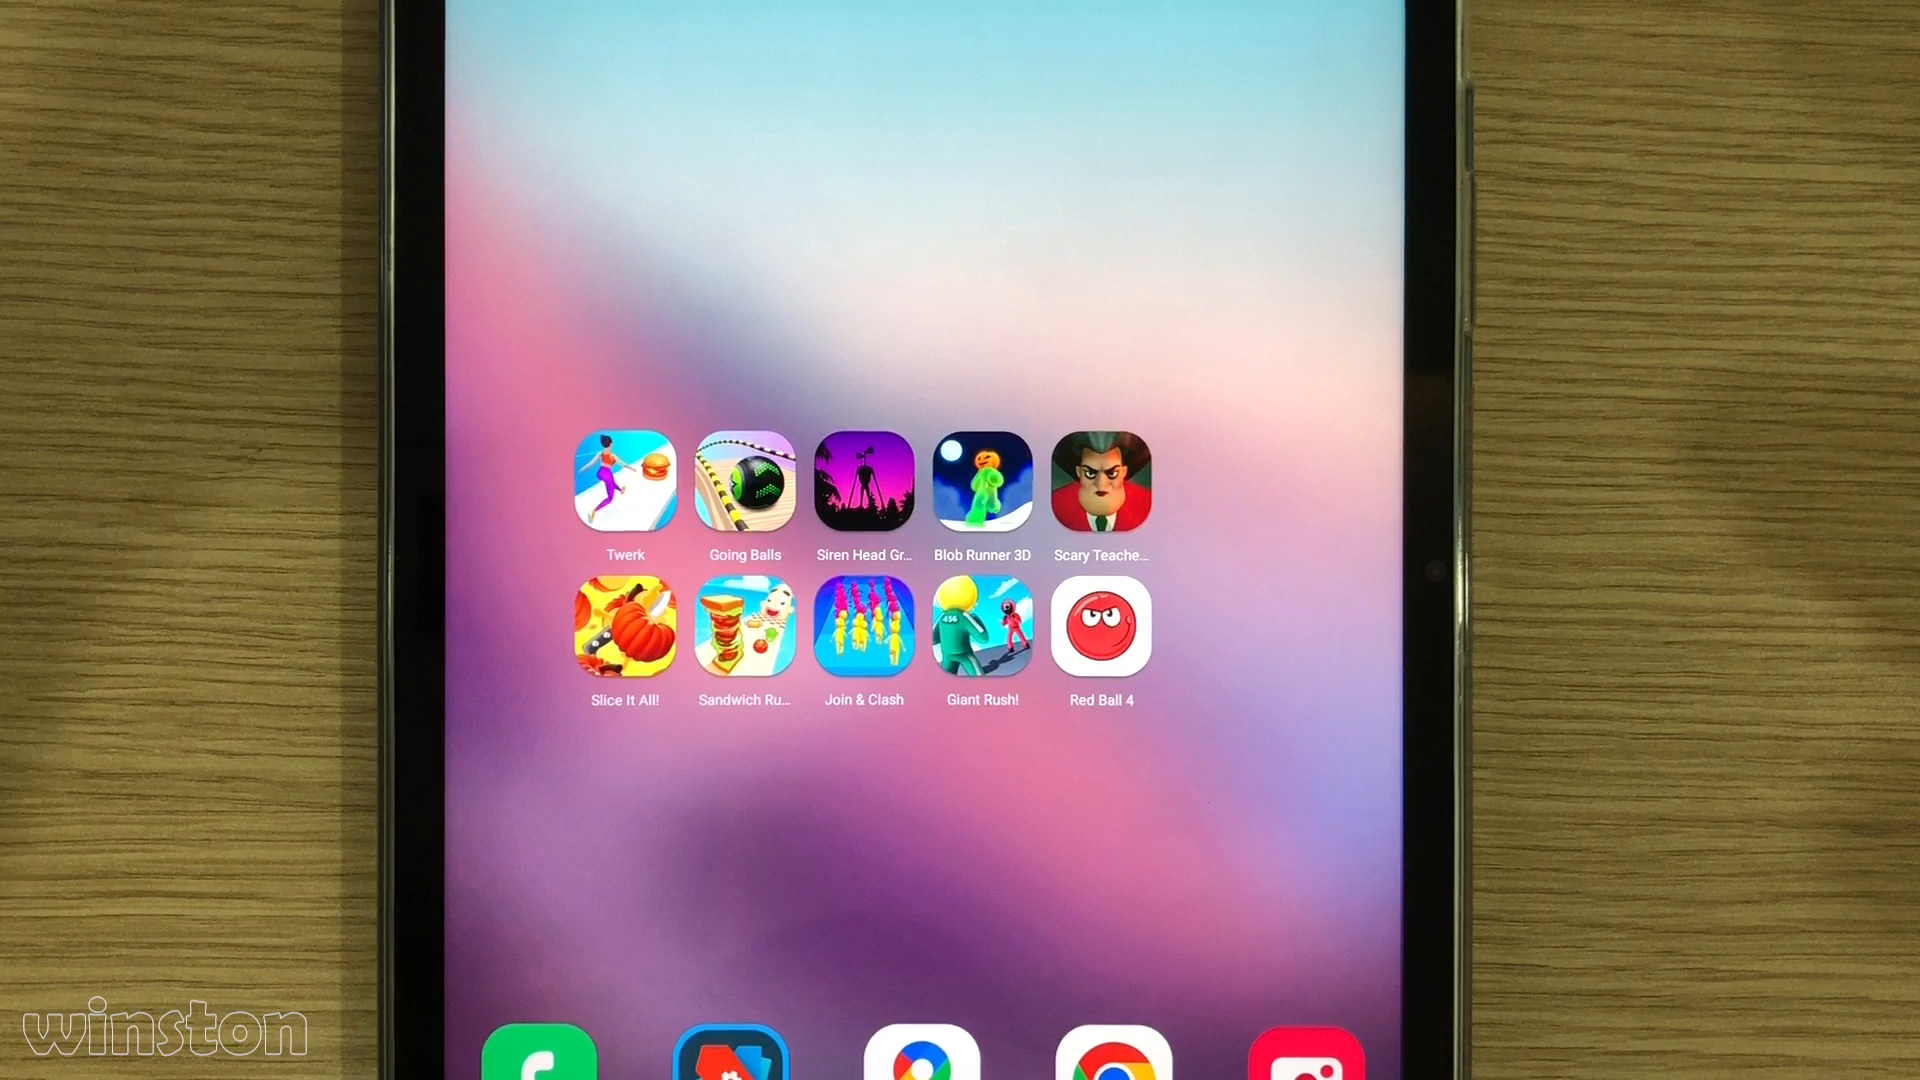 Twerk
Going Balls
Siren Head Gr...
Blob Runner 3D
Scary Teache...
456
Slice It All!
Sandwich Ru...
Join & Clash
Giant Rush!
Red Ball 4
winston